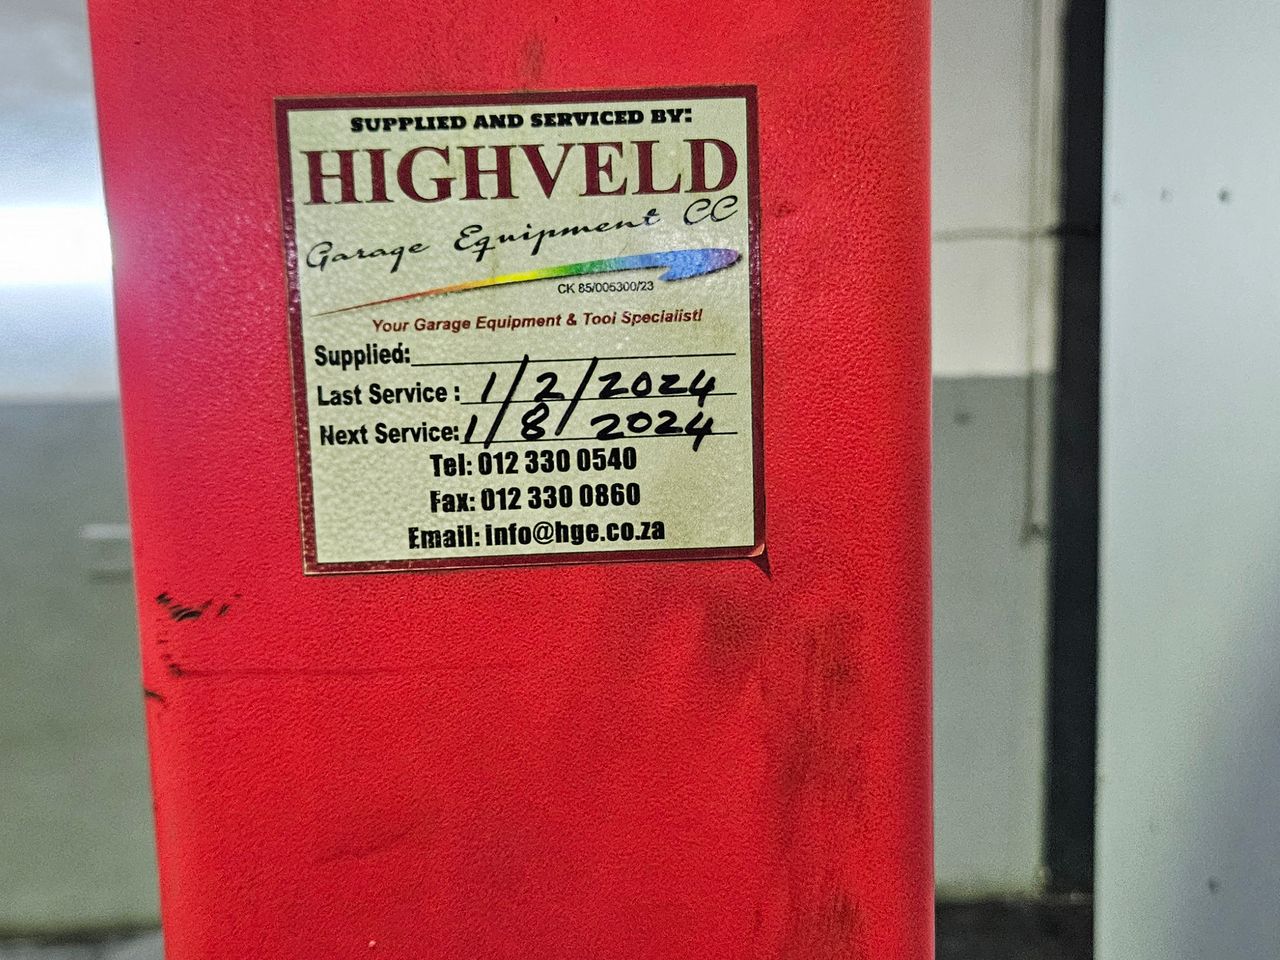 SUPPLIED AND SERVICED BY:
HIGHVELD
Garage Equipment CC
CK 85/005300/23
Your Garage Equipment & Tool Specialist!
Supplied:
Last Service : 1/2/2024
Next Service: 1/8/2024
Tel: 012 330 0540
Fax: 012 330 0860
Email: info@hge.co.za